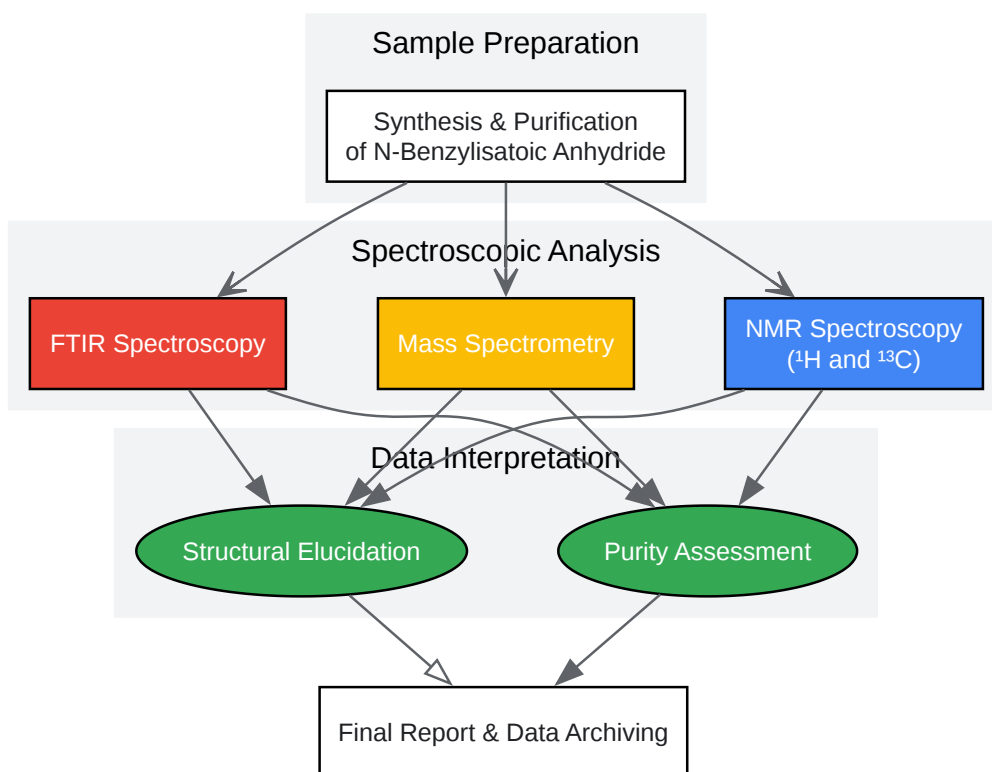 Sample Preparation
Synthesis & Purification
of N-Benzylisatoic Anhydride
Spectroscopic Analysis
FTIR Spectroscopy
Mass Spectrometry
NMR Spectroscopy
(¹H and ¹³C)
Data Interpretation
Structural Elucidation
Purity Assessment
Final Report & Data Archiving